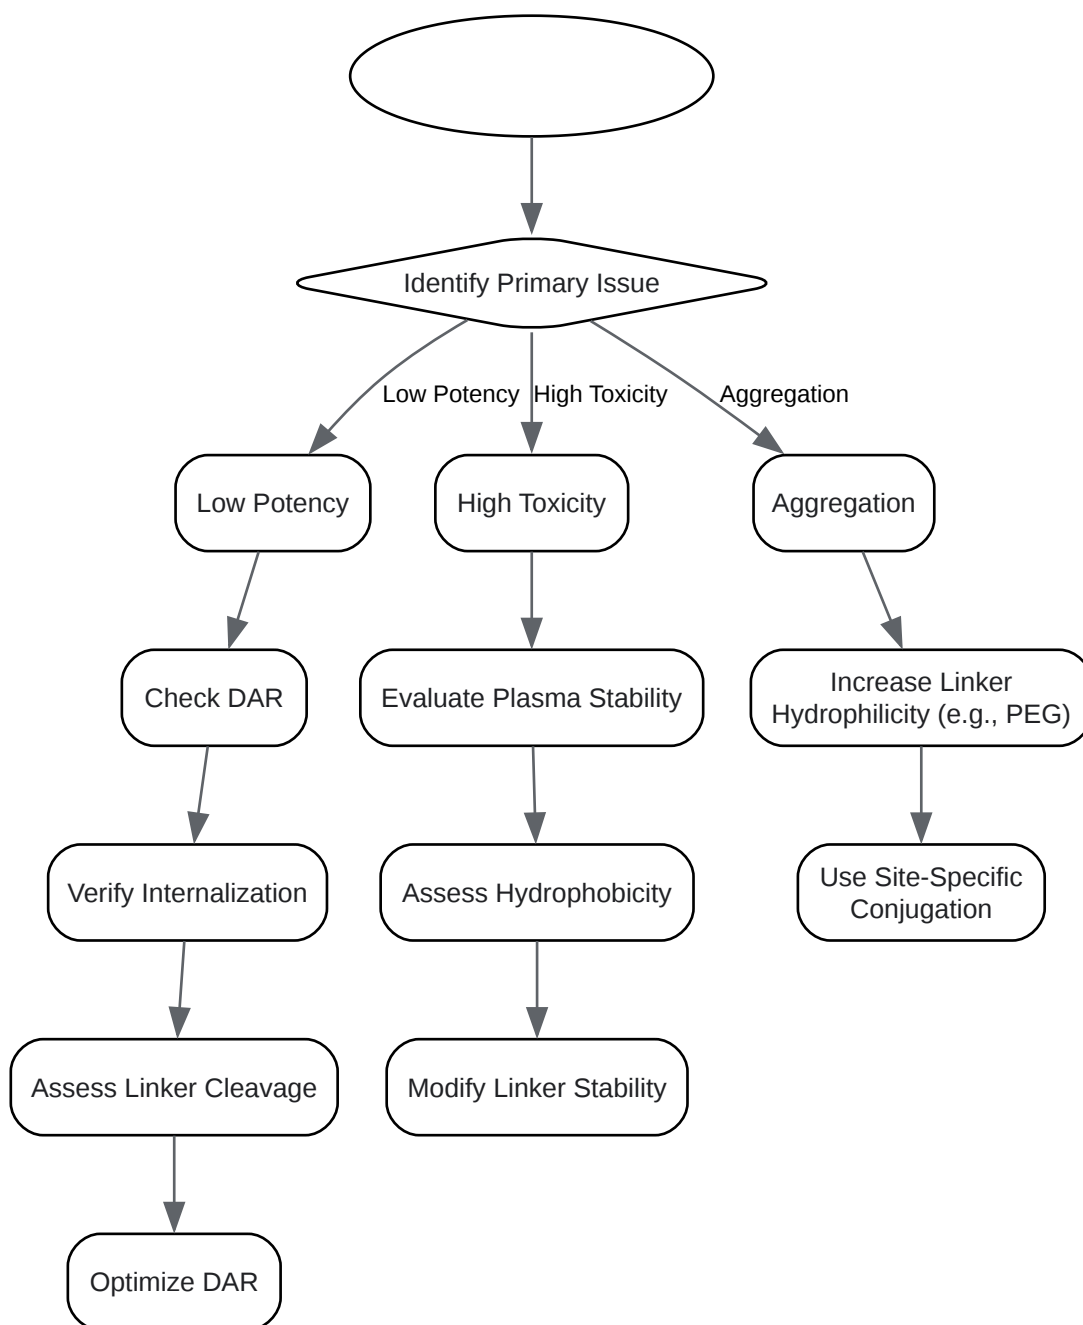 Identify Primary Issue
Low Potency
High Toxicity
Aggregation
Low Potency
High Toxicity
Aggregation
Check DAR
Evaluate Plasma Stability
Increase Linker
Hydrophilicity (e.g., PEG)
Verify Internalization
Assess Hydrophobicity
Use Site-Specific
Conjugation
Assess Linker Cleavage
Modify Linker Stability
Optimize DAR